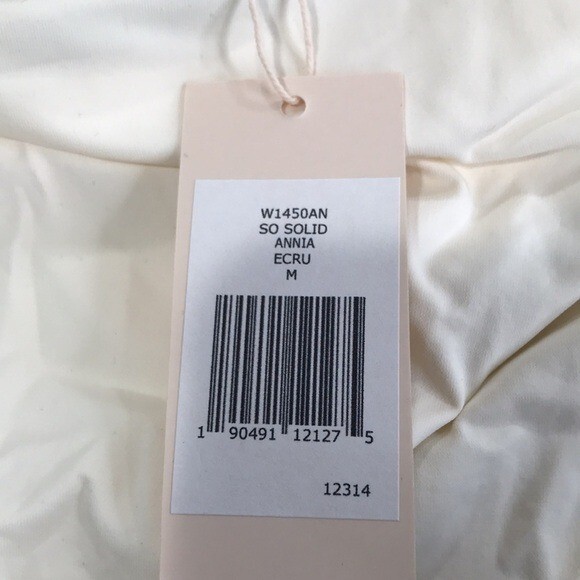 W1450AN
SO SOLID
ANNIA
ECRU
M
1 90491 12127 5
12314